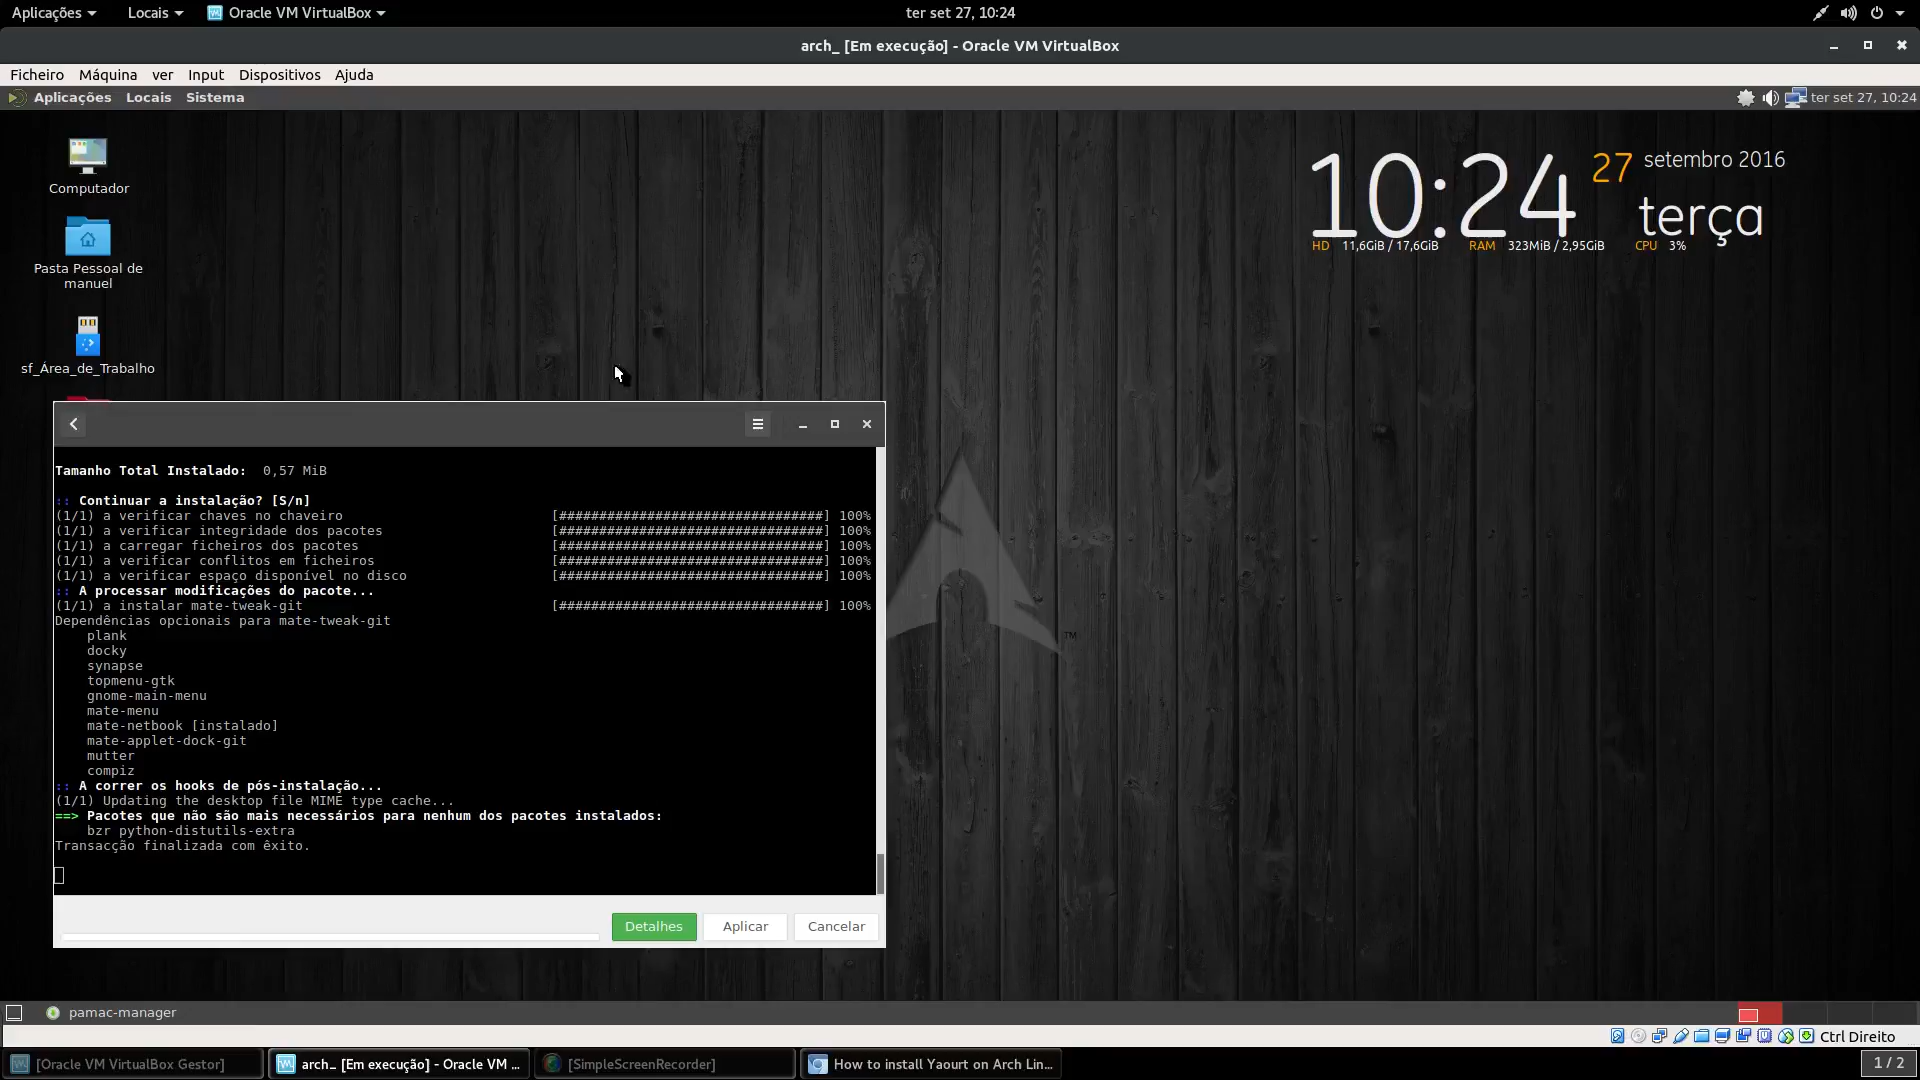 Aplicações Locais Oracle VM VirtualBox ter set 27, 10:24
arch_ [Em execução] - Oracle VM VirtualBox
Ficheiro Máquina ver Input Dispositivos Ajuda
Aplicações Locais Sistema ter set 27, 10:24
Computador
Pasta Pessoal de
manuel
sf_Área_de_Trabalho
10:24 27 setembro 2016
terça
HD 11,6GiB / 17,6GiB RAM 323MiB / 2,95GiB CPU 3%
Tamanho Total Instalado: 0,57 MiB
:: Continuar a instalação? [S/n]
(1/1) a verificar chaves no chaveiro [#################################] 100%
(1/1) a verificar integridade dos pacotes [#################################] 100%
(1/1) a carregar ficheiros dos pacotes [#################################] 100%
(1/1) a verificar conflitos em ficheiros [#################################] 100%
(1/1) a verificar espaço disponível no disco [#################################] 100%
:: A processar modificações do pacote...
(1/1) a instalar mate-tweak-git [#################################] 100%
Dependências opcionais para mate-tweak-git
plank
docky
synapse
topmenu-gtk
gnome-main-menu
mate-menu
mate-netbook [instalado]
mate-applet-dock-git
mutter
compiz
:: A correr os hooks de pós-instalação...
(1/1) Updating the desktop file MIME type cache...
==> Pacotes que não são mais necessários para nenhum dos pacotes instalados:
bzr python-distutils-extra
Transacção finalizada com êxito.
Detalhes Aplicar Cancelar
TM
pamac-manager
Ctrl Direito
[Oracle VM VirtualBox Gestor] arch_ [Em execução] - Oracle VM ... [SimpleScreenRecorder] How to install Yaourt on Arch Lin... 1 / 2